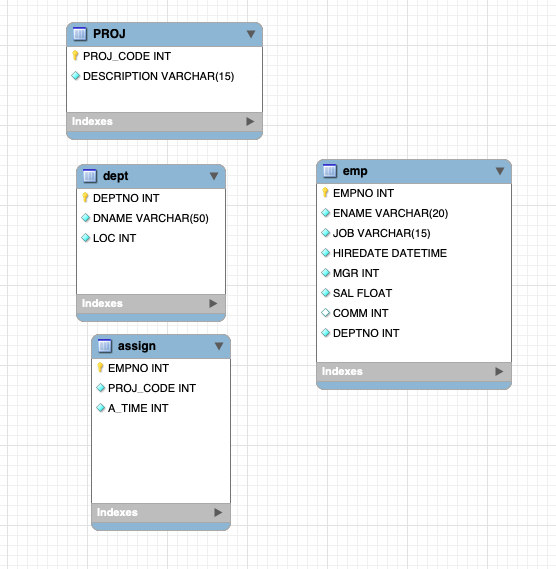 PROJ
PROJ_CODE INT
DESCRIPTION VARCHAR(15)
Indexes
dept
DEPTNO INT
DNAME VARCHAR(50)
LOC INT
Indexes
assign
EMPNO INT
PROJ_CODE INT
A_TIME INT
Indexes
emp
EMPNO INT
ENAME VARCHAR(20)
JOB VARCHAR(15)
HIREDATE DATETIME
MGR INT
SAL FLOAT
COMM INT
DEPTNO INT
Indexes